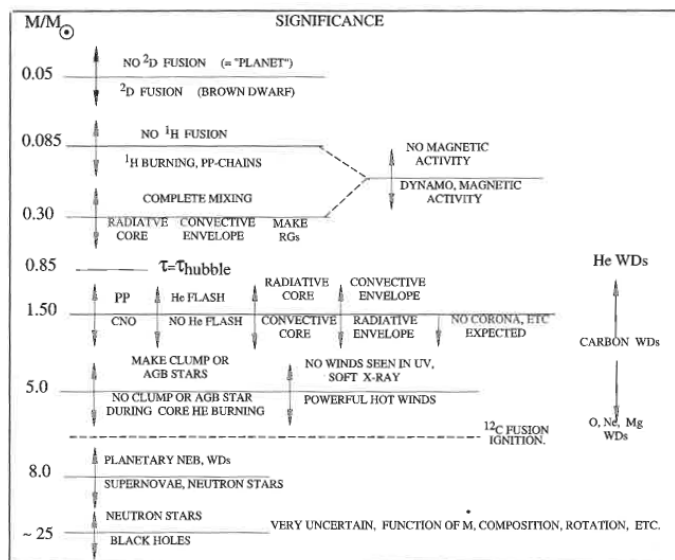 M/M☉ SIGNIFICANCE
NO ²D FUSION (= "PLANET")
0.05
²D FUSION (BROWN DWARF)
NO ¹H FUSION
0.085
¹H BURNING, PP-CHAINS
NO MAGNETIC
ACTIVITY
DYNAMO, MAGNETIC
ACTIVITY
COMPLETE MIXING
0.30
RADIATVE CONVECTIVE MAKE
CORE ENVELOPE RGs
0.85 τ=τhubble
He WDs
PP He FLASH RADIATIVE CONVECTIVE
CORE ENVELOPE
1.50
CNO NO He FLASH CONVECTIVE RADIATIVE NO CORONA, ETC
CORE ENVELOPE EXPECTED
CARBON WDs
MAKE CLUMP OR NO WINDS SEEN IN UV,
AGB STARS SOFT X-RAY
5.0
NO CLUMP OR AGB STAR POWERFUL HOT WINDS
DURING CORE HE BURNING
¹²C FUSION
IGNITION.
O, Ne, Mg
WDs
PLANETARY NEB, WDs
8.0
SUPERNOVAE, NEUTRON STARS
NEUTRON STARS
~ 25 VERY UNCERTAIN, FUNCTION OF Ṁ, COMPOSITION, ROTATION, ETC.
BLACK HOLES